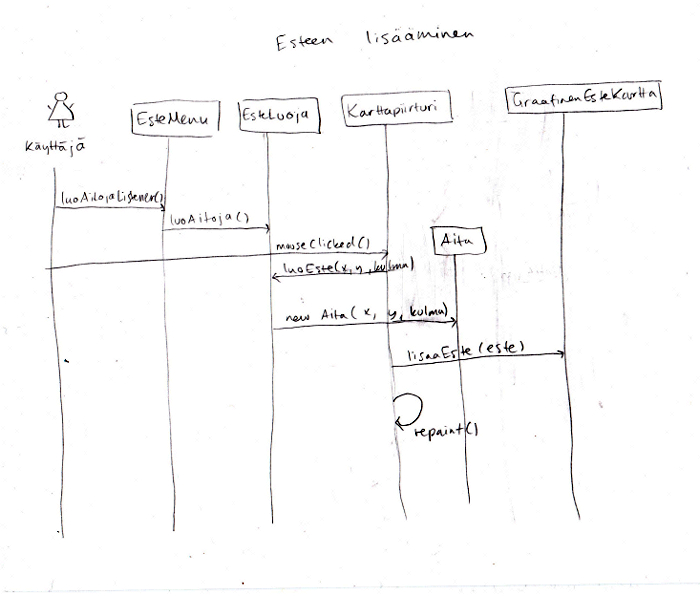 Esteen lisääminen
Käyttäjä
EsteMenu
EsteLuoja
Karttapiirturi
GraafinenEsteKartta
luoAitojaListener()
luoAitoja()
mouseClicked()
Aita
luoEste(x, y, kulma)
new Aita( x, y, kulma)
lisaaEste (este)
repaint()